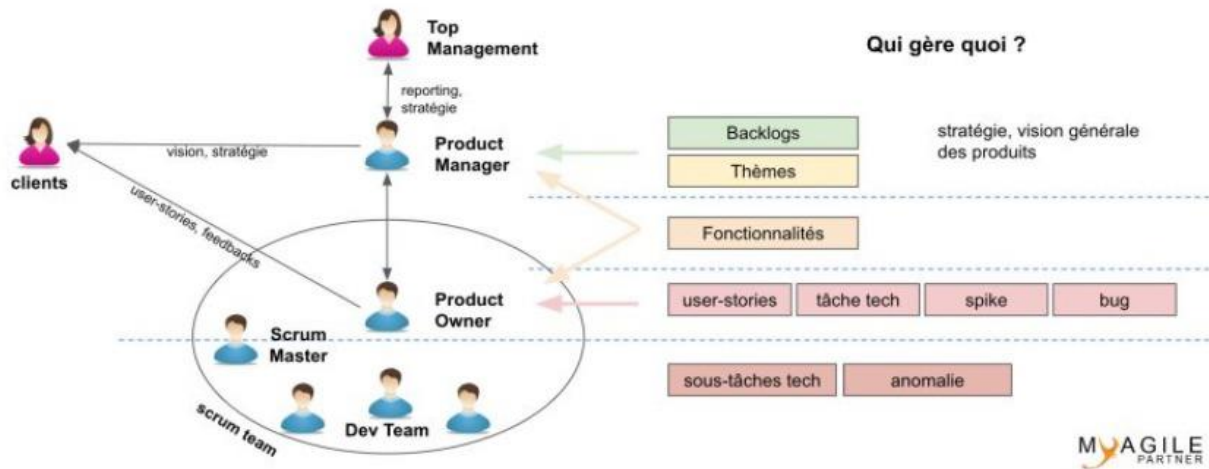 Top
Management
Qui gère quoi ?
reporting,
stratégie
Product
Manager
vision, stratégie
clients
user-stories, feedbacks
Backlogs
Thèmes
stratégie, vision générale
des produits
Fonctionnalités
Product
Owner
user-stories
tâche tech
spike
bug
Scrum
Master
sous-tâches tech
anomalie
Dev Team
scrum team
MYAGILE
PARTNER